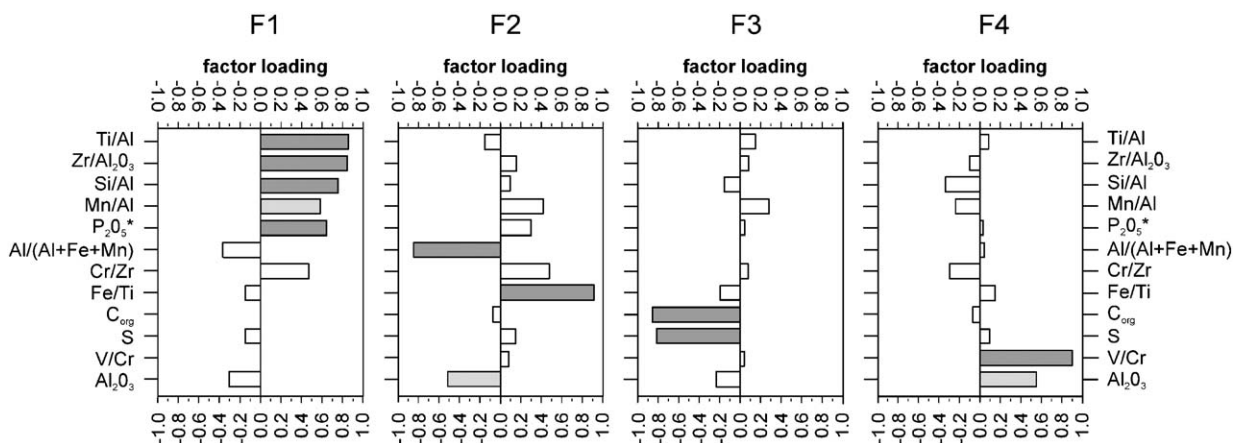 F1 F2 F3 F4
factor loading factor loading factor loading factor loading
-1.0 -0.8 -0.6 -0.4 -0.2 0.0 0.2 0.4 0.6 0.8 1.0 -1.0 -0.8 -0.6 -0.4 -0.2 0.0 0.2 0.4 0.6 0.8 1.0 -1.0 -0.8 -0.6 -0.4 -0.2 0.0 0.2 0.4 0.6 0.8 1.0 -1.0 -0.8 -0.6 -0.4 -0.2 0.0 0.2 0.4 0.6 0.8 1.0
Ti/Al Ti/Al
Zr/Al₂0₃ Zr/Al₂0₃
Si/Al Si/Al
Mn/Al Mn/Al
P₂0₅* P₂0₅*
Al/(Al+Fe+Mn) Al/(Al+Fe+Mn)
Cr/Zr Cr/Zr
Fe/Ti Fe/Ti
Corg Corg
S S
V/Cr V/Cr
Al₂0₃ Al₂0₃
-1.0 -0.8 -0.6 -0.4 -0.2 0.0 0.2 0.4 0.6 0.8 1.0 -1.0 -0.8 -0.6 -0.4 -0.2 0.0 0.2 0.4 0.6 0.8 1.0 -1.0 -0.8 -0.6 -0.4 -0.2 0.0 0.2 0.4 0.6 0.8 1.0 -1.0 -0.8 -0.6 -0.4 -0.2 0.0 0.2 0.4 0.6 0.8 1.0